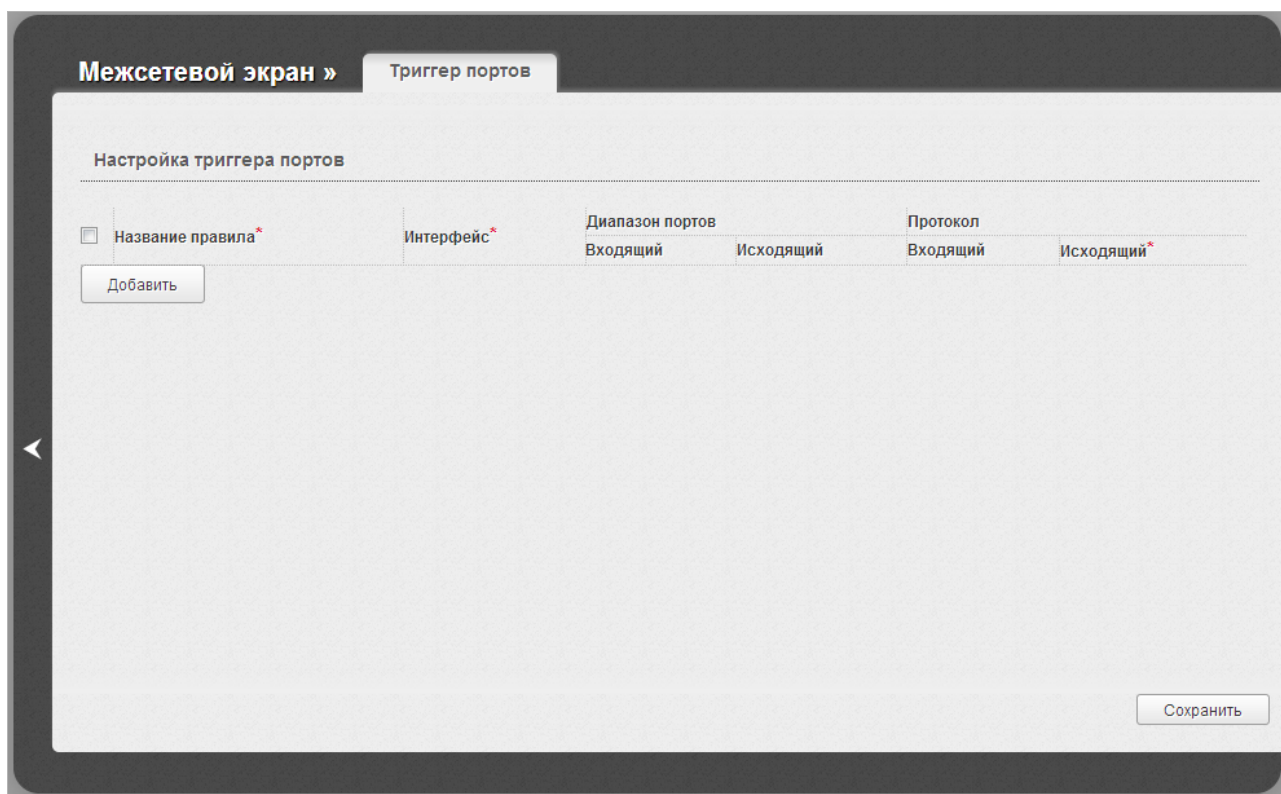 Межсетевой экран » Триггер портов
Настройка триггера портов
Название правила* Интерфейс* Диапазон портов Протокол
Входящий Исходящий Входящий Исходящий*
Добавить
Сохранить